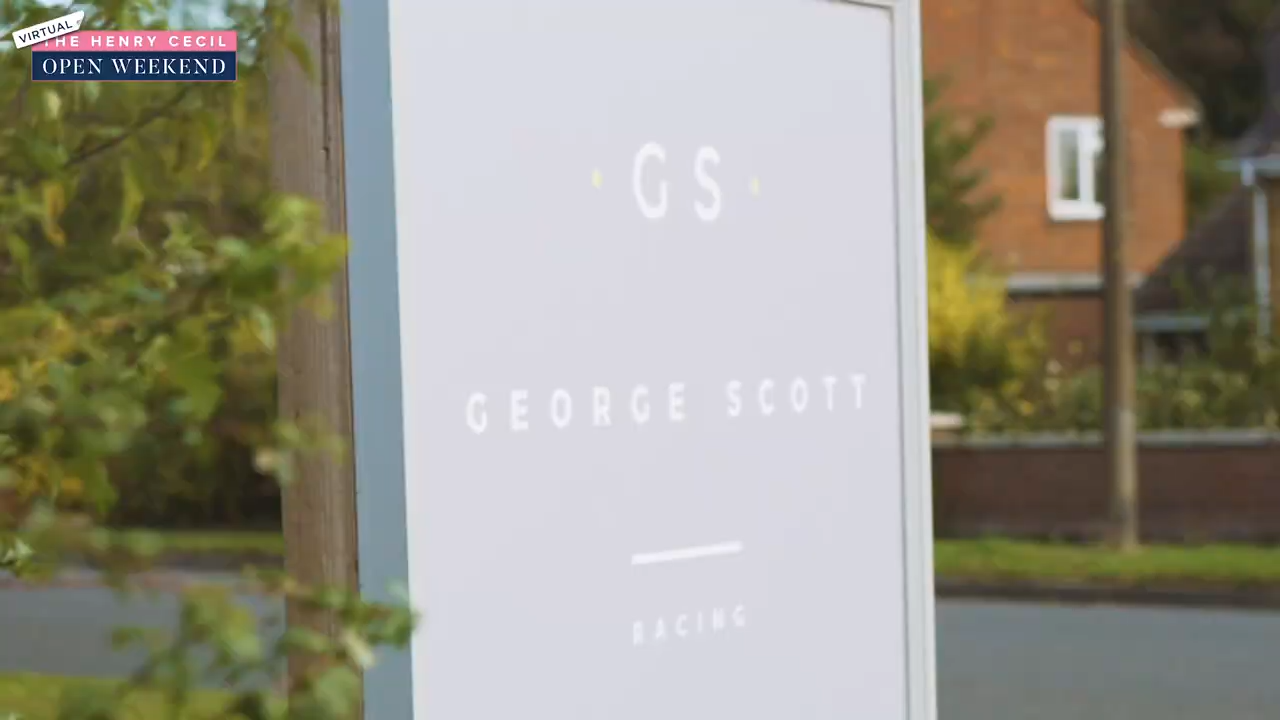 VIRTUAL
THE HENRY CECIL
OPEN WEEKEND
GS
GEORGE SCOTT
RACING